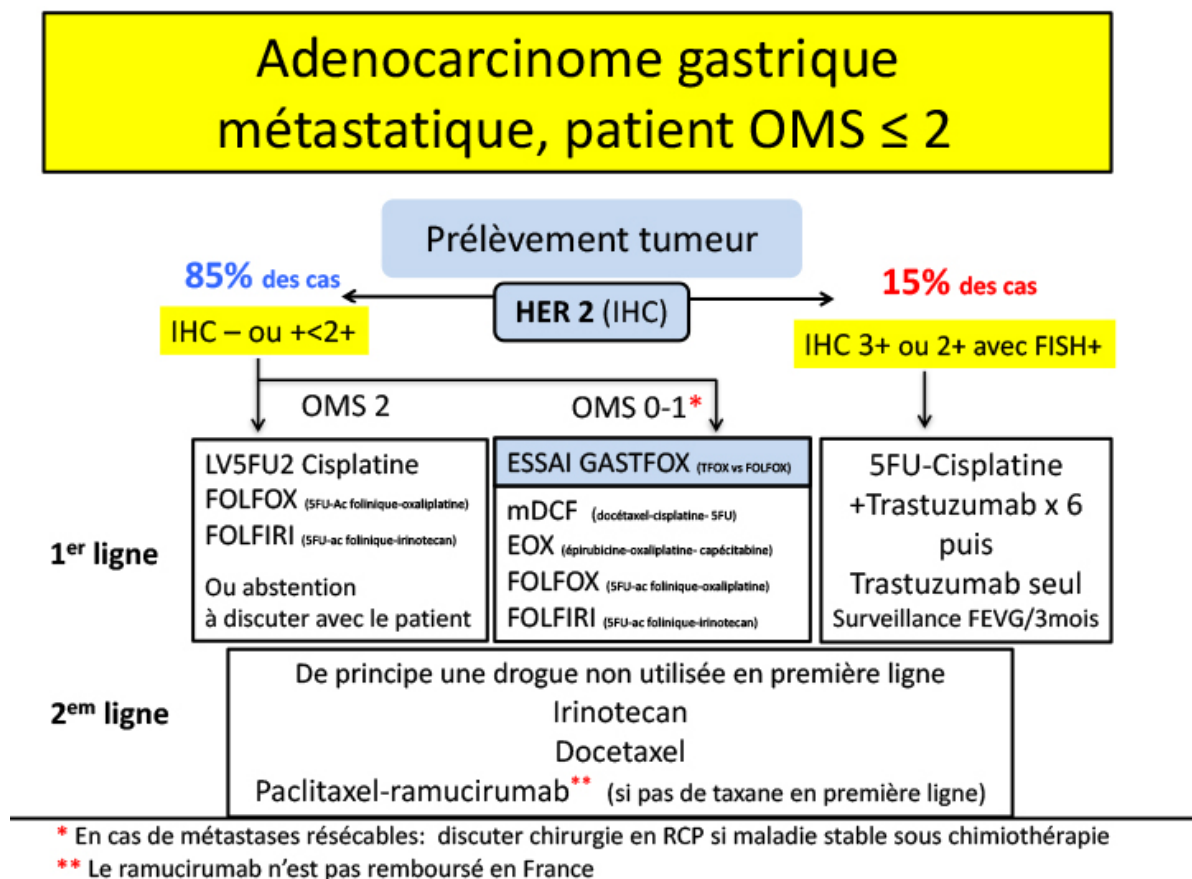 Adenocarcinome gastrique
métastatique, patient OMS ≤ 2
Prélèvement tumeur
85% des cas
15% des cas
HER 2 (IHC)
IHC – ou +<2+
IHC 3+ ou 2+ avec FISH+
OMS 2
OMS 0-1*
1er ligne
LV5FU2 Cisplatine
FOLFOX (5FU-Ac folinique-oxaliplatine)
FOLFIRI (5FU-ac folinique-irinotecan)
Ou abstention
à discuter avec le patient
ESSAI GASTFOX (TFOX vs FOLFOX)
mDCF (docétaxel-cisplatine- 5FU)
EOX (épirubicine-oxaliplatine- capécitabine)
FOLFOX (5FU-ac folinique-oxaliplatine)
FOLFIRI (5FU-ac folinique-irinotecan)
5FU-Cisplatine
+Trastuzumab x 6
puis
Trastuzumab seul
Surveillance FEVG/3mois
2em ligne
De principe une drogue non utilisée en première ligne
Irinotecan
Docetaxel
Paclitaxel-ramucirumab** (si pas de taxane en première ligne)
* En cas de métastases résécables: discuter chirurgie en RCP si maladie stable sous chimiothérapie
** Le ramucirumab n'est pas remboursé en France